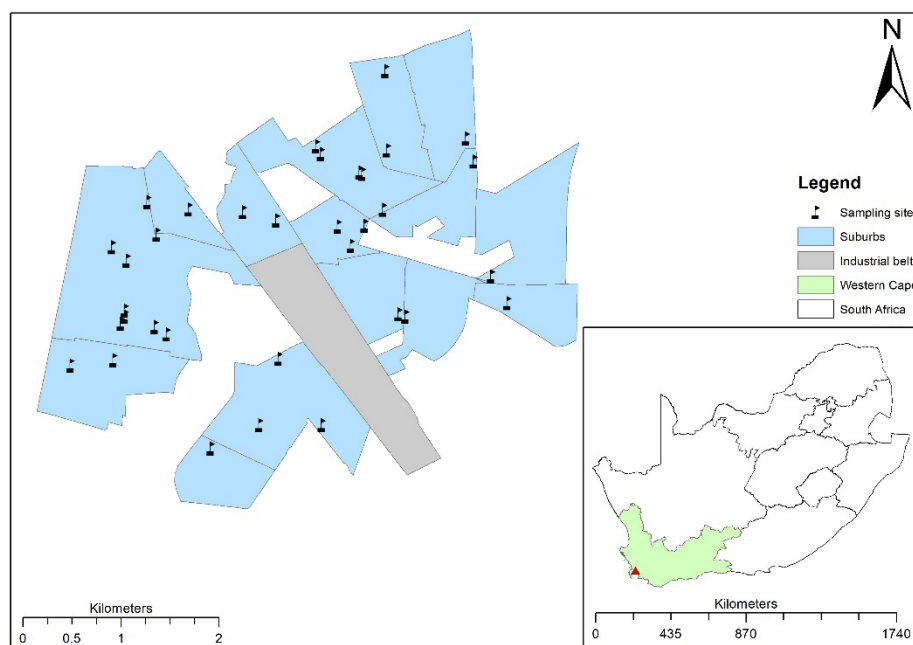 N
Legend
Sampling site
Suburbs
Industrial belt
Western Cape
South Africa
Kilometers
0 0.5 1 2
Kilometers
0 435 870 1740